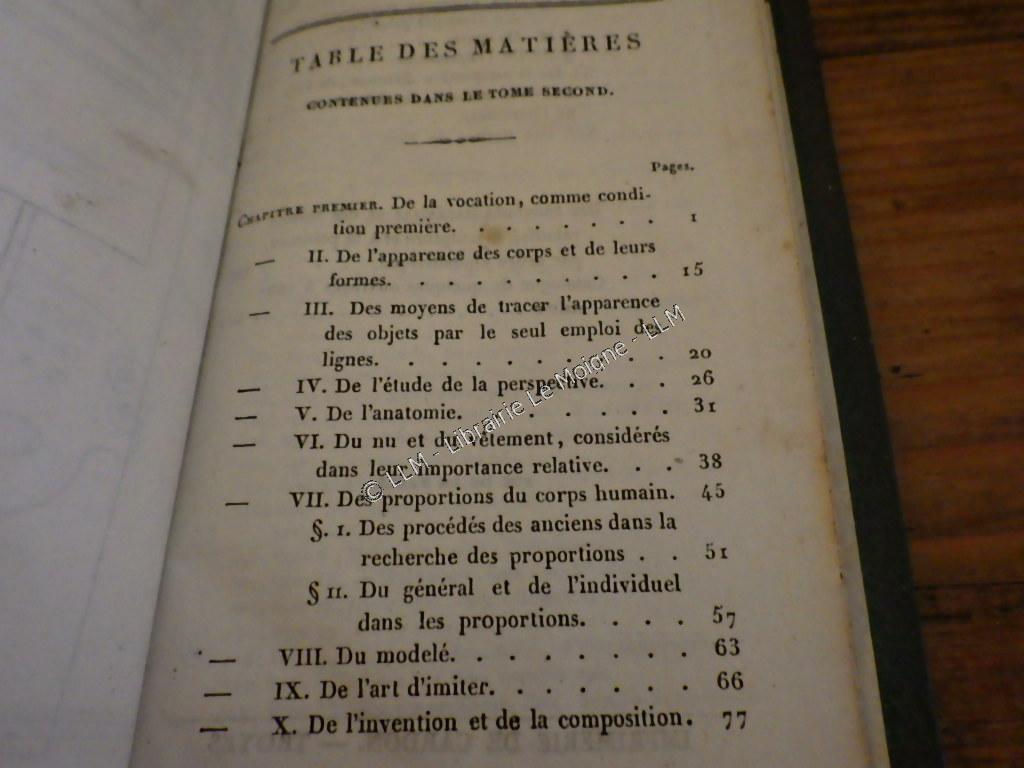 TABLE DES MATIÈRES
CONTENUES DANS LE TOME SECOND.
Pages.
CHAPITRE PREMIER. De la vocation, comme condi-
tion première. . . . . . . . 1
— II. De l'apparence des corps et de leurs
formes. . . . . . . . . . 15
— III. Des moyens de tracer l'apparence
des objets par le seul emploi des
lignes. . . . . . . . . . 20
— IV. De l'étude de la perspective. . . 26
— V. De l'anatomie. . . . . . . 31
— VI. Du nu et du vêtement, considérés
dans leur importance relative. . . 38
— VII. Des proportions du corps humain. 45
§. I. Des procédés des anciens dans la
recherche des proportions . . 51
§ II. Du général et de l'individuel
dans les proportions. . . . . 57
— VIII. Du modelé. . . . . . . . 63
— IX. De l'art d'imiter. . . . . . . 66
— X. De l'invention et de la composition. 77
© LLM - Librairie Le Moigne - LLM
IMPRIMERIE DE CARDON. — TROYES